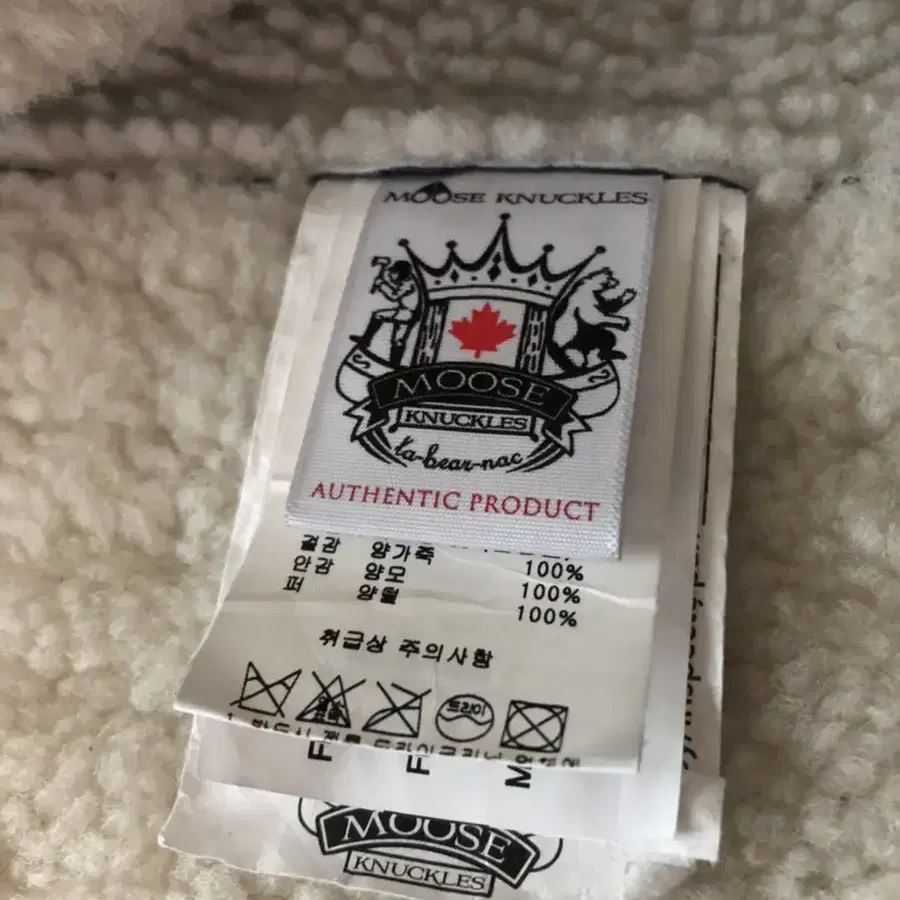 MOOSE KNUCKLES
MOOSE
KNUCKLES
ta-bear-nac
AUTHENTIC PRODUCT
겉감 양가죽 100%
안감 양모 100%
퍼 양털 100%
취급상 주의사항
드라이
F
F
M
MOOSE
KNUCKLES